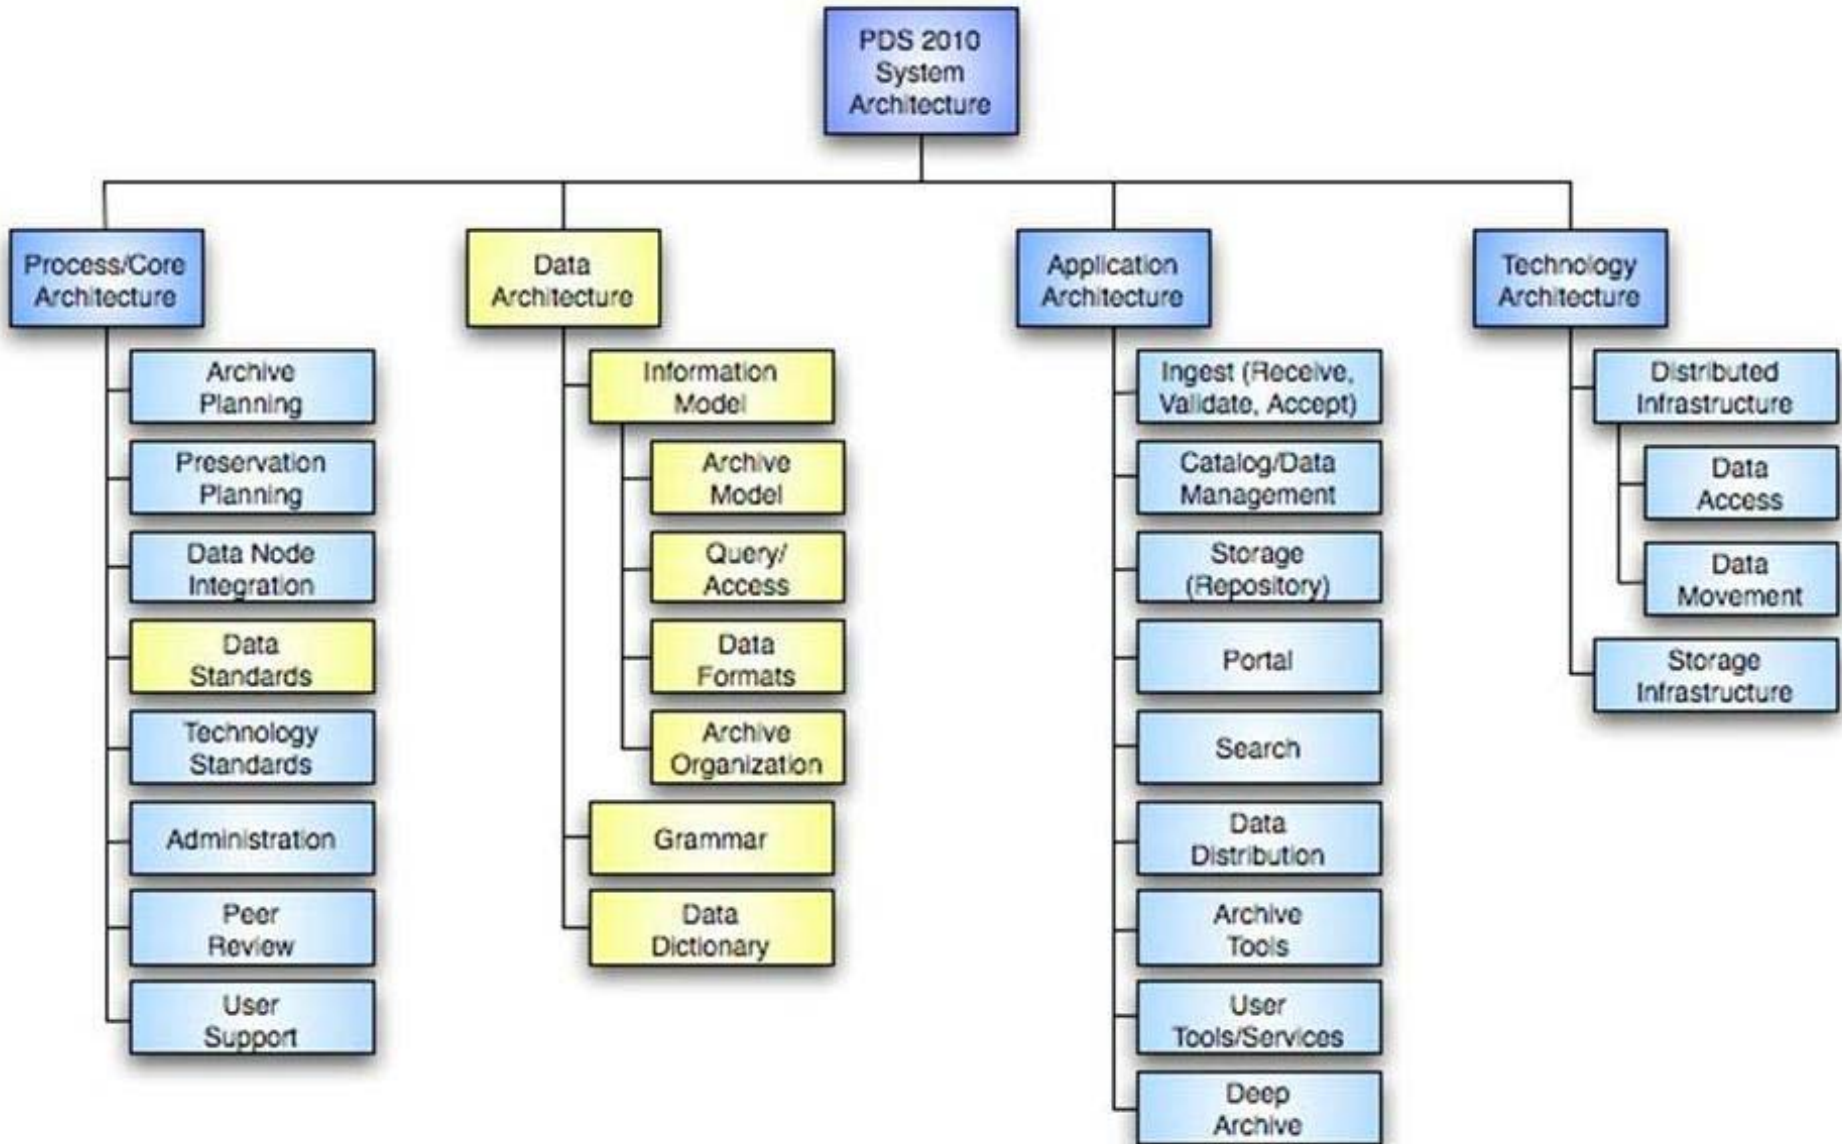 PDS 2010
System
Architecture
Process/Core
Architecture
Archive
Planning
Preservation
Planning
Data Node
Integration
Data
Standards
Technology
Standards
Administration
Peer
Review
User
Support
Data
Architecture
Information
Model
Archive
Model
Query/
Access
Data
Formats
Archive
Organization
Grammar
Data
Dictionary
Application
Architecture
Ingest (Receive,
Validate, Accept)
Catalog/Data
Management
Storage
(Repository)
Portal
Search
Data
Distribution
Archive
Tools
User
Tools/Services
Deep
Archive
Technology
Architecture
Distributed
Infrastructure
Data
Access
Data
Movement
Storage
Infrastructure